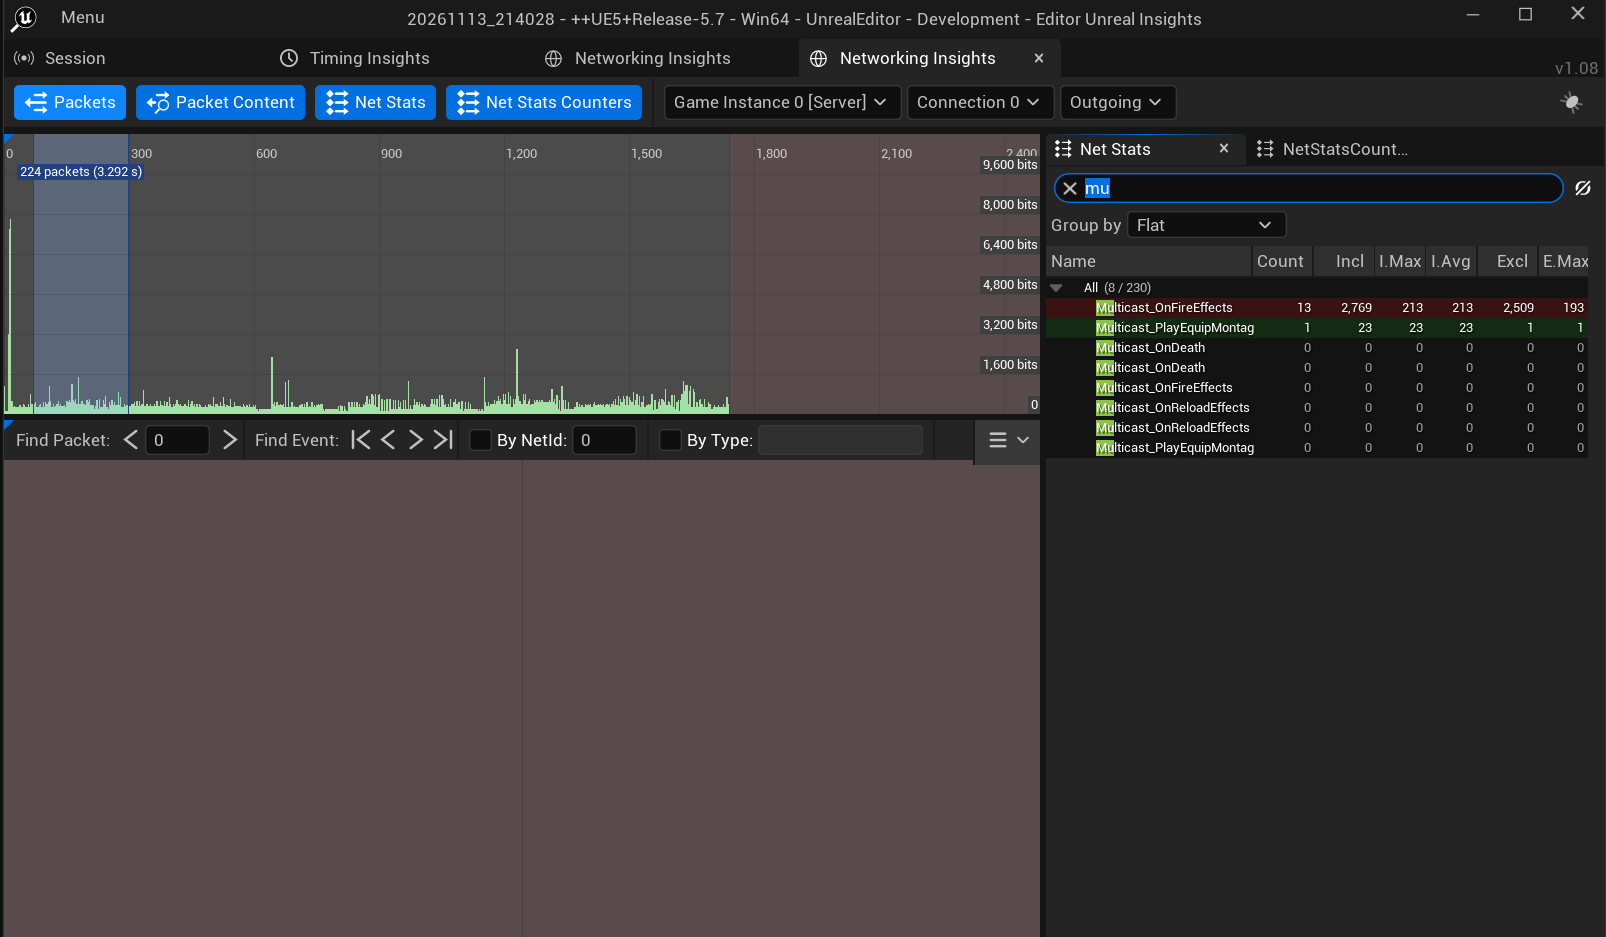 Menu
20261113_214028 - ++UE5+Release-5.7 - Win64 - UnrealEditor - Development - Editor Unreal Insights
Session
Timing Insights
Networking Insights
Networking Insights
v1.08
Packets
Packet Content
Net Stats
Net Stats Counters
Game Instance 0 [Server]
Connection 0
Outgoing
0 300 600 900 1,200 1,500 1,800 2,100 2,400
224 packets (3.292 s)
9,600 bits
8,000 bits
6,400 bits
4,800 bits
3,200 bits
1,600 bits
0
Find Packet: 0 Find Event: By NetId: 0 By Type:
Net Stats
NetStatsCount...
mu
Group by Flat
Name Count Incl I.Max I.Avg Excl E.Max
All (8 / 230)
Multicast_OnFireEffects 13 2,769 213 213 2,509 193
Multicast_PlayEquipMontag 1 23 23 23 1 1
Multicast_OnDeath 0 0 0 0 0 0
Multicast_OnDeath 0 0 0 0 0 0
Multicast_OnFireEffects 0 0 0 0 0 0
Multicast_OnReloadEffects 0 0 0 0 0 0
Multicast_OnReloadEffects 0 0 0 0 0 0
Multicast_PlayEquipMontag 0 0 0 0 0 0